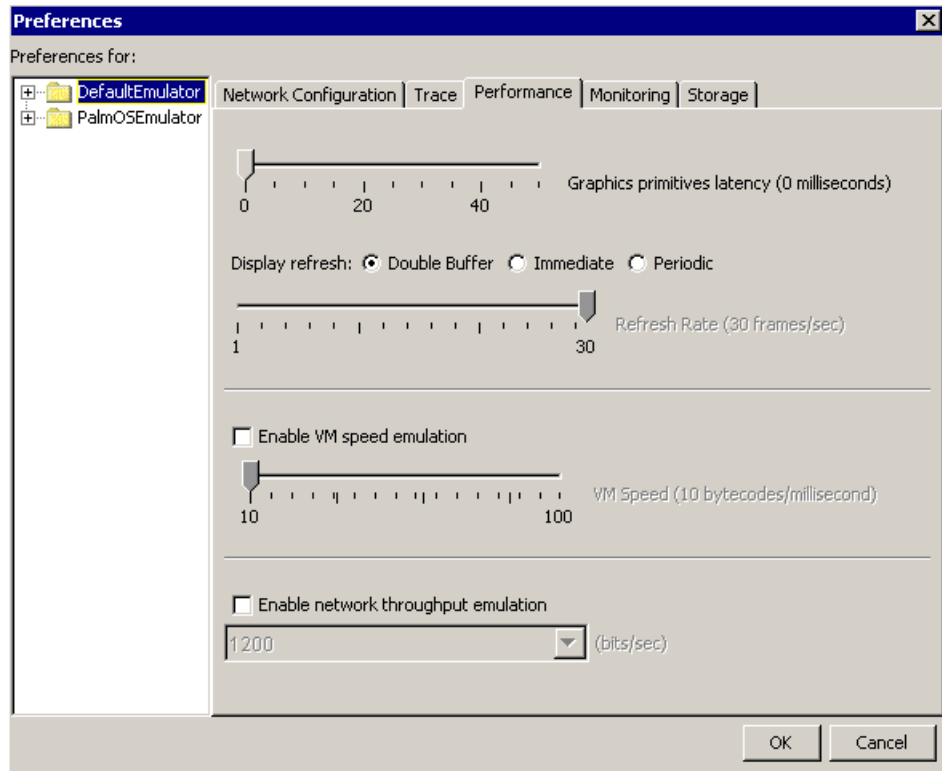 Preferences
Preferences for:
DefaultEmulator
PalmOSEmulator
Network Configuration Trace Performance Monitoring Storage
Graphics primitives latency (0 milliseconds)
0 20 40
Display refresh: Double Buffer Immediate Periodic
Refresh Rate (30 frames/sec)
1 30
Enable VM speed emulation
VM Speed (10 bytecodes/millisecond)
10 100
Enable network throughput emulation
1200 (bits/sec)
OK Cancel